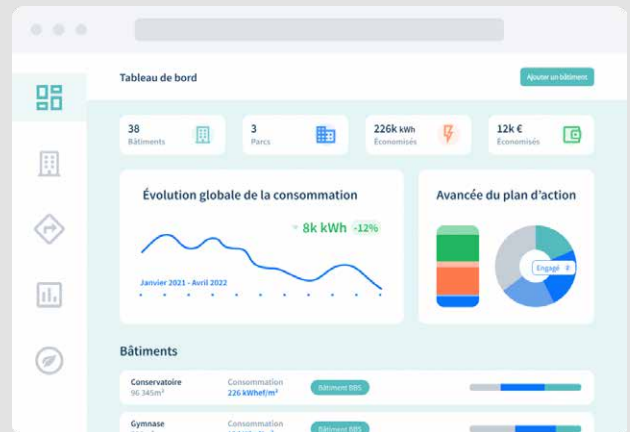 Tableau de bord
Ajouter un bâtiment
38
Bâtiments
3
Parcs
226k kWh
Économisés
12k €
Économisés
Évolution globale de la consommation
8k kWh -12%
Janvier 2021 - Avril 2022
Avancée du plan d'action
Engagé
Bâtiments
Conservatoire
96 345m²
Consommation
226 kWhef/m²
Bâtiment BBS
Gymnase
Consommation
Bâtiment BBS